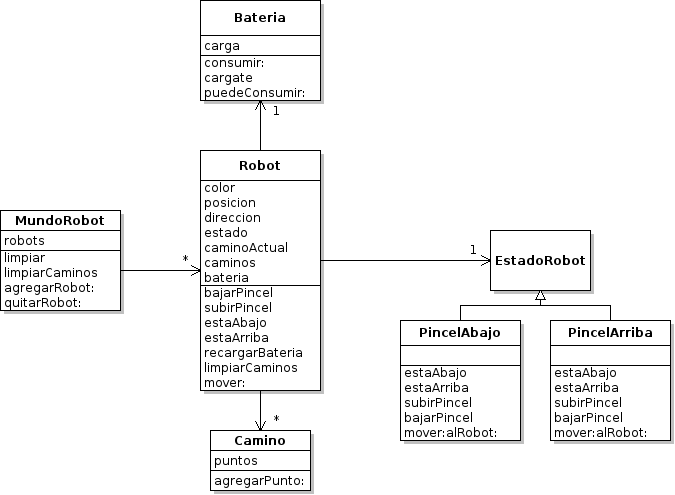 Bateria
carga
consumir:
cargate
puedeConsumir:
1
Robot
color
posicion
direccion
estado
caminoActual
caminos
bateria
bajarPincel
subirPincel
estaAbajo
estaArriba
recargarBateria
limpiarCaminos
mover:
MundoRobot
robots
limpiar
limpiarCaminos
agregarRobot:
quitarRobot:
*
1
EstadoRobot
PincelAbajo
estaAbajo
estaArriba
subirPincel
bajarPincel
mover:alRobot:
PincelArriba
estaAbajo
estaArriba
subirPincel
bajarPincel
mover:alRobot:
*
Camino
puntos
agregarPunto: